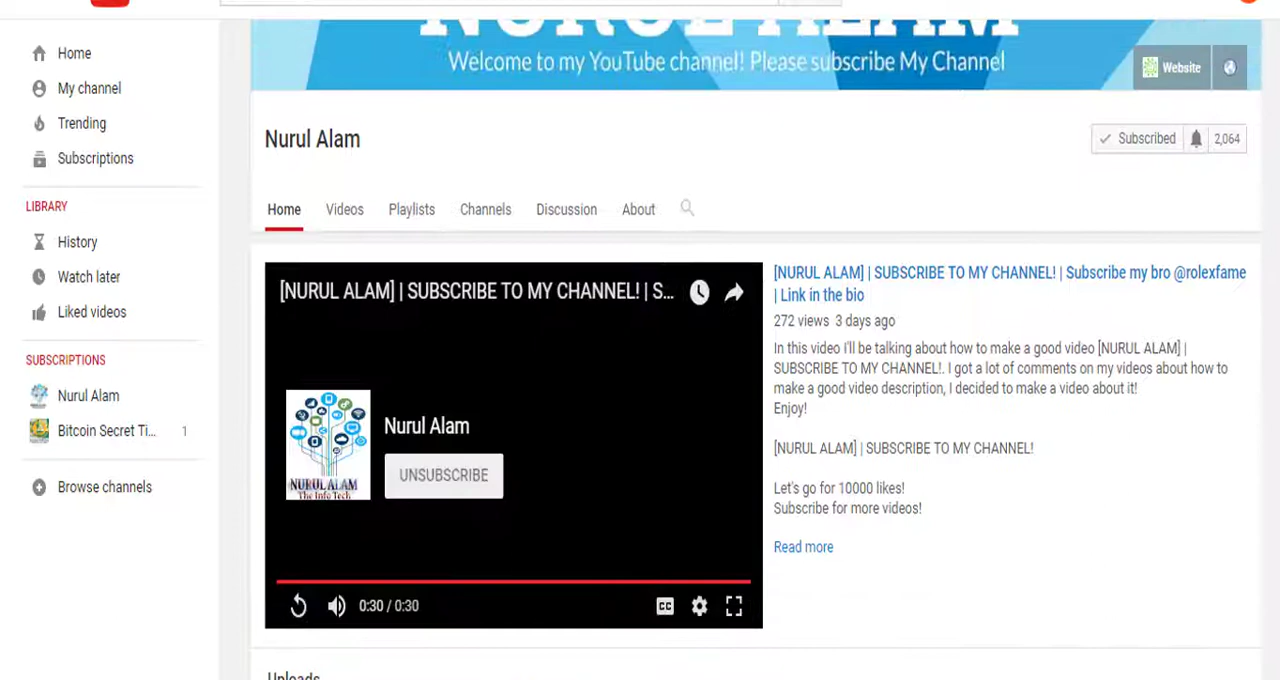 NURUL ALAM
Welcome to my YouTube channel! Please subscribe My Channel
Website
Home
My channel
Trending
Subscriptions
LIBRARY
History
Watch later
Liked videos
SUBSCRIPTIONS
Nurul Alam
Bitcoin Secret Ti... 1
Browse channels
Nurul Alam
Subscribed 2,064
Home Videos Playlists Channels Discussion About
[NURUL ALAM] | SUBSCRIBE TO MY CHANNEL! | S...
NURUL ALAM
The Info Tech
Nurul Alam
UNSUBSCRIBE
0:30 / 0:30
CC
[NURUL ALAM] | SUBSCRIBE TO MY CHANNEL! | Subscribe my bro @rolexfame
| Link in the bio
272 views 3 days ago
In this video I'll be talking about how to make a good video [NURUL ALAM] |
SUBSCRIBE TO MY CHANNEL!. I got a lot of comments on my videos about how to
make a good video description, I decided to make a video about it!
Enjoy!
[NURUL ALAM] | SUBSCRIBE TO MY CHANNEL!
Let's go for 10000 likes!
Subscribe for more videos!
Read more
Uploads